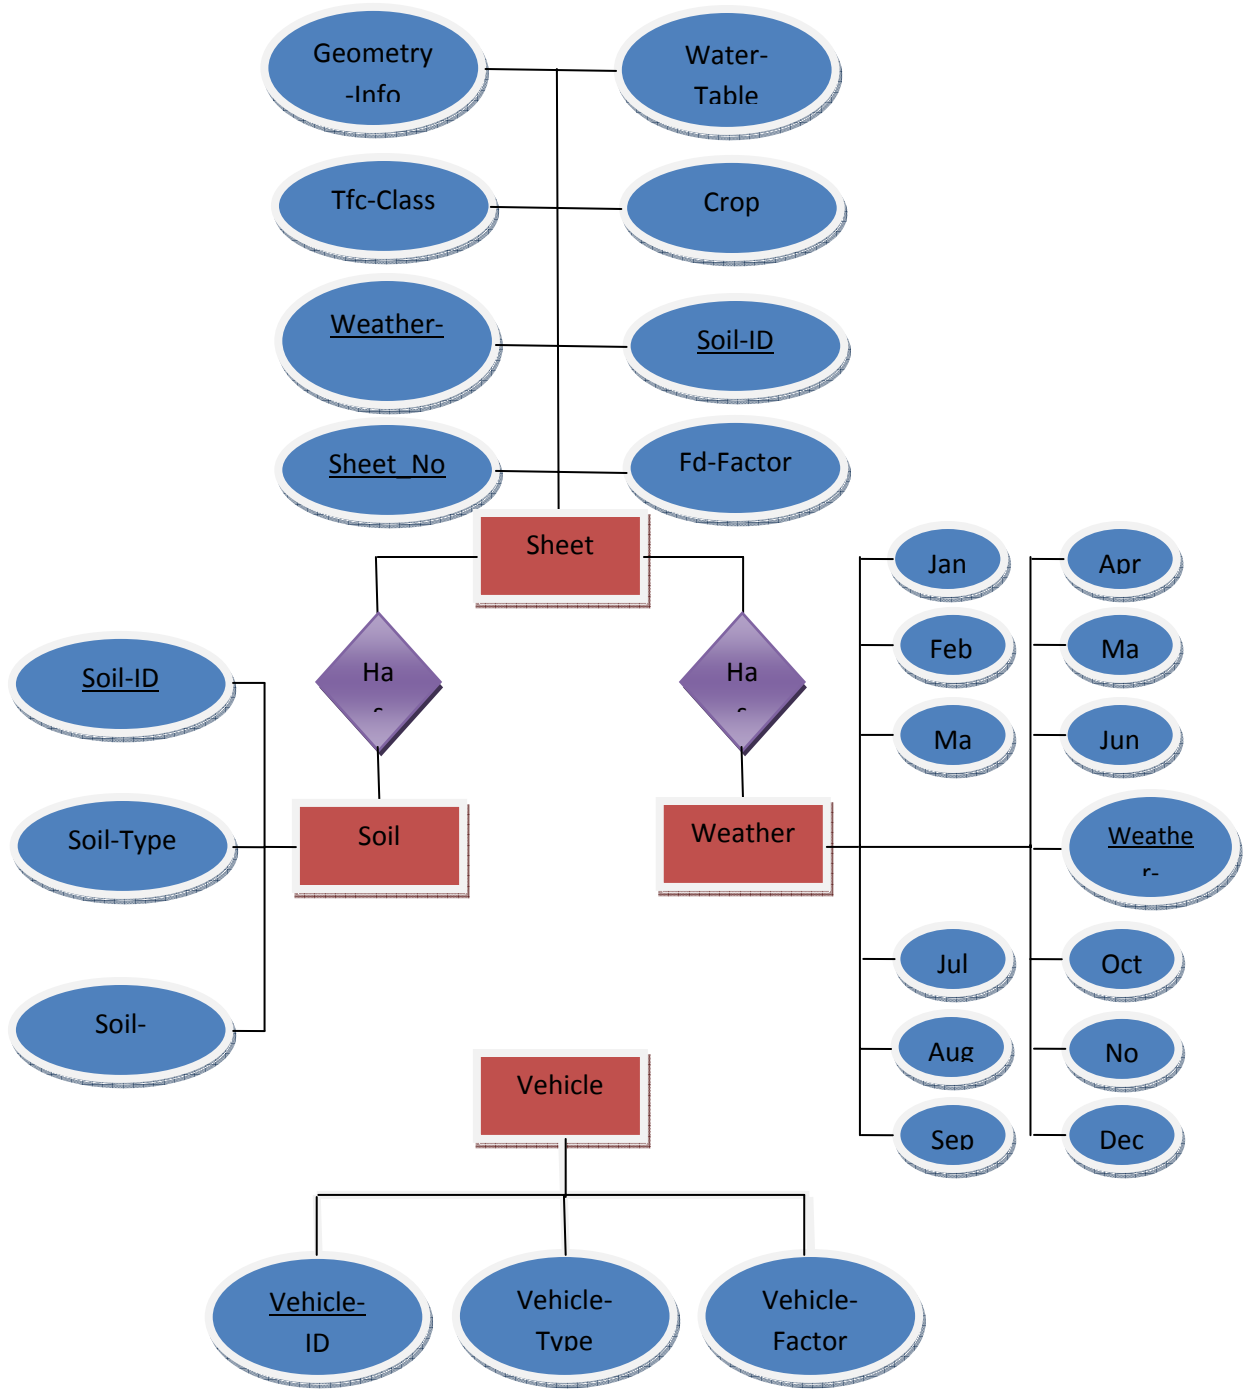 Geometry
-Info
Water-
Table
Tfc-Class
Crop
Weather-
Soil-ID
Sheet_No
Fd-Factor
Sheet
Jan
Apr
Feb
Ma
Ma
Jun
Ha
s
Ha
s
Soil-ID
Soil-Type
Soil-
Soil
Weather
Weathe
r-
Jul
Oct
Aug
No
Sep
Dec
Vehicle
Vehicle-
ID
Vehicle-
Type
Vehicle-
Factor